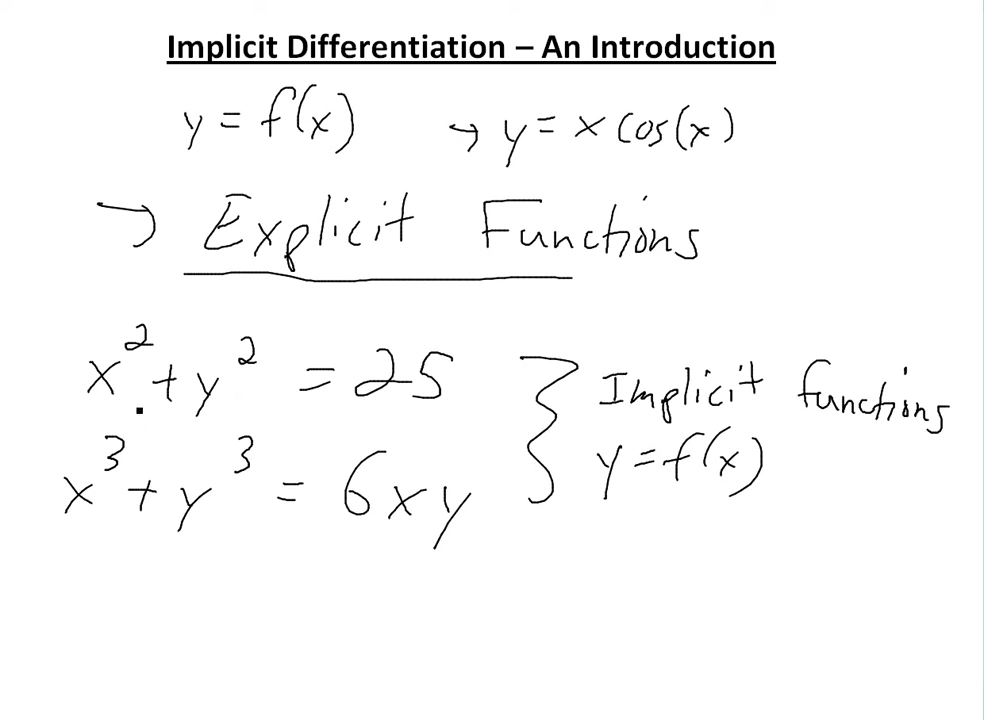 Implicit Differentiation – An Introduction
y = f(x) → y = x cos(x)
→ Explicit Functions
x² + y² = 25 } Implicit functions
x³ + y³ = 6xy y = f(x)